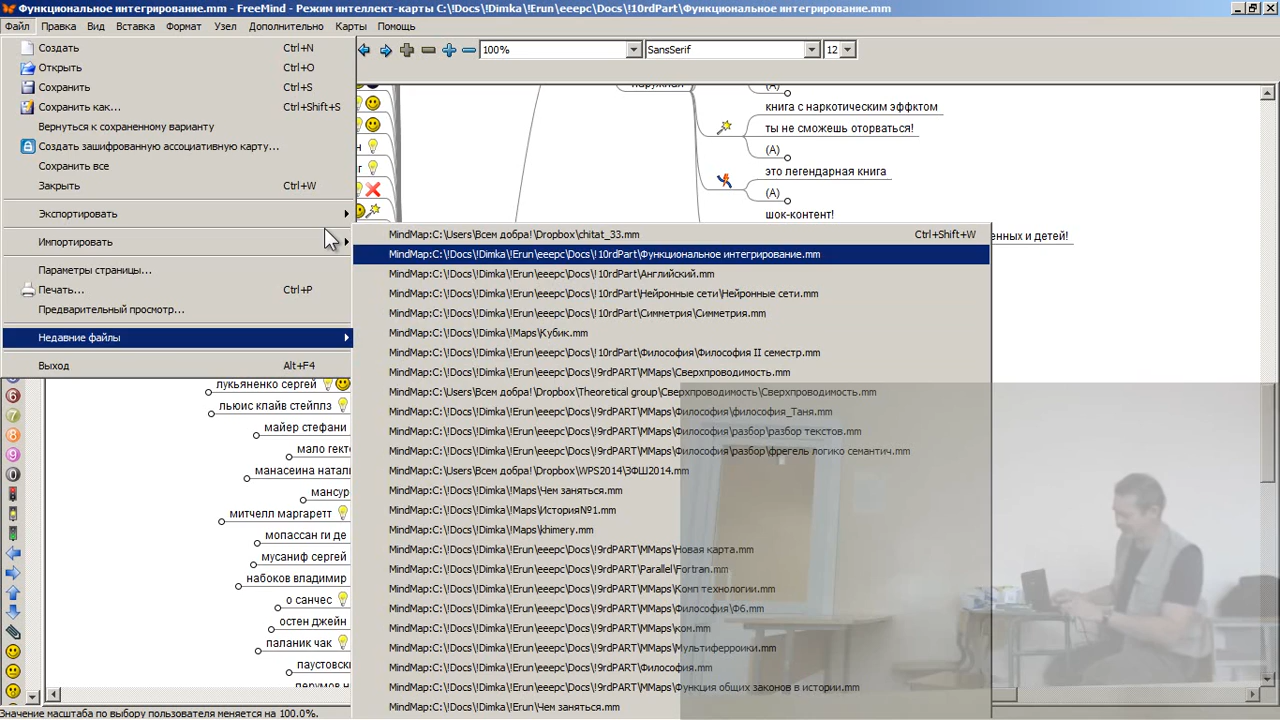 Функциональное интегрирование.mm - FreeMind - Режим интеллект-карты C:\!Docs\!Dimka\!Erun\eeepc\Docs\!10rdPart\Функциональное интегрирование.mm
Файл Правка Вид Вставка Формат Узел Дополнительно Карты Помощь
100% SansSerif 12
Создать Ctrl+N
Открыть Ctrl+O
Сохранить Ctrl+S
Сохранить как... Ctrl+Shift+S
Вернуться к сохраненному варианту
Создать зашифрованную ассоциативную карту...
Сохранить все
Закрыть Ctrl+W
Экспортировать
Импортировать
Параметры страницы...
Печать... Ctrl+P
Предварительный просмотр...
Недавние файлы
Выход Alt+F4
наружная
(А)
книга с наркотическим эффктом
ты не сможешь оторваться!
(А)
это легендарная книга
(А)
шок-контент!
енных и детей!
MindMap:C:\Users\Всем добра!\Dropbox\chitat_33.mm Ctrl+Shift+W
MindMap:C:\!Docs\!Dimka\!Erun\eeepc\Docs\!10rdPart\Функциональное интегрирование.mm
MindMap:C:\!Docs\!Dimka\!Erun\eeepc\Docs\!10rdPart\Английский.mm
MindMap:C:\!Docs\!Dimka\!Erun\eeepc\Docs\!10rdPart\Нейронные сети\Нейронные сети.mm
MindMap:C:\!Docs\!Dimka\!Erun\eeepc\Docs\!10rdPart\Симметрия\Симметрия.mm
MindMap:C:\!Docs\!Dimka\!Maps\Кубик.mm
MindMap:C:\!Docs\!Dimka\!Erun\eeepc\Docs\!10rdPart\Философия\Философия II семестр.mm
MindMap:C:\!Docs\!Dimka\!Erun\eeepc\Docs\!9rdPART\MMaps\Сверхпроводимость.mm
MindMap:C:\Users\Всем добра!\Dropbox\Theoretical group\Сверхпроводимость\Сверхпроводимость.mm
MindMap:C:\!Docs\!Dimka\!Erun\eeepc\Docs\!9rdPART\MMaps\Философия\философия_Таня.mm
MindMap:C:\!Docs\!Dimka\!Erun\eeepc\Docs\!9rdPART\MMaps\Философия\разбор\разбор текстов.mm
MindMap:C:\!Docs\!Dimka\!Erun\eeepc\Docs\!9rdPART\MMaps\Философия\разбор\фрегель логико семантич.mm
MindMap:C:\Users\Всем добра!\Dropbox\WPS2014\ЗФШ2014.mm
MindMap:C:\!Docs\!Dimka\!Maps\Чем заняться.mm
MindMap:C:\!Docs\!Dimka\!Maps\История№1.mm
MindMap:C:\!Docs\!Dimka\!Maps\khimery.mm
MindMap:C:\!Docs\!Dimka\!Erun\eeepc\Docs\!9rdPART\MMaps\Новая карта.mm
MindMap:C:\!Docs\!Dimka\!Erun\eeepc\Docs\!9rdPART\Parallel\Fortran.mm
MindMap:C:\!Docs\!Dimka\!Erun\eeepc\Docs\!9rdPART\MMaps\Комп технологии.mm
MindMap:C:\!Docs\!Dimka\!Erun\eeepc\Docs\!9rdPART\MMaps\Философия\Ф6.mm
MindMap:C:\!Docs\!Dimka\!Erun\eeepc\Docs\!9rdPART\MMaps\ком.mm
MindMap:C:\!Docs\!Dimka\!Erun\eeepc\Docs\!9rdPART\MMaps\Мультиферроики.mm
MindMap:C:\!Docs\!Dimka\!Erun\eeepc\Docs\!9rdPART\MMaps\Философия.mm
MindMap:C:\!Docs\!Dimka\!Erun\eeepc\Docs\!9rdPART\MMaps\Функция общих законов в истории.mm
MindMap:C:\!Docs\!Dimka\!Erun\Чем заняться.mm
лукьяненко сергей
льюис клайв стейплз
майер стефани
мало гекто
манасеина наталь
мансур
митчелл маргаретт
мопассан ги де
мусаниф сергей
набоков владимир
о санчес
остен джейн
паланик чак
паустовски
Значение масштаба по выбору пользователя меняется на 100.0%.